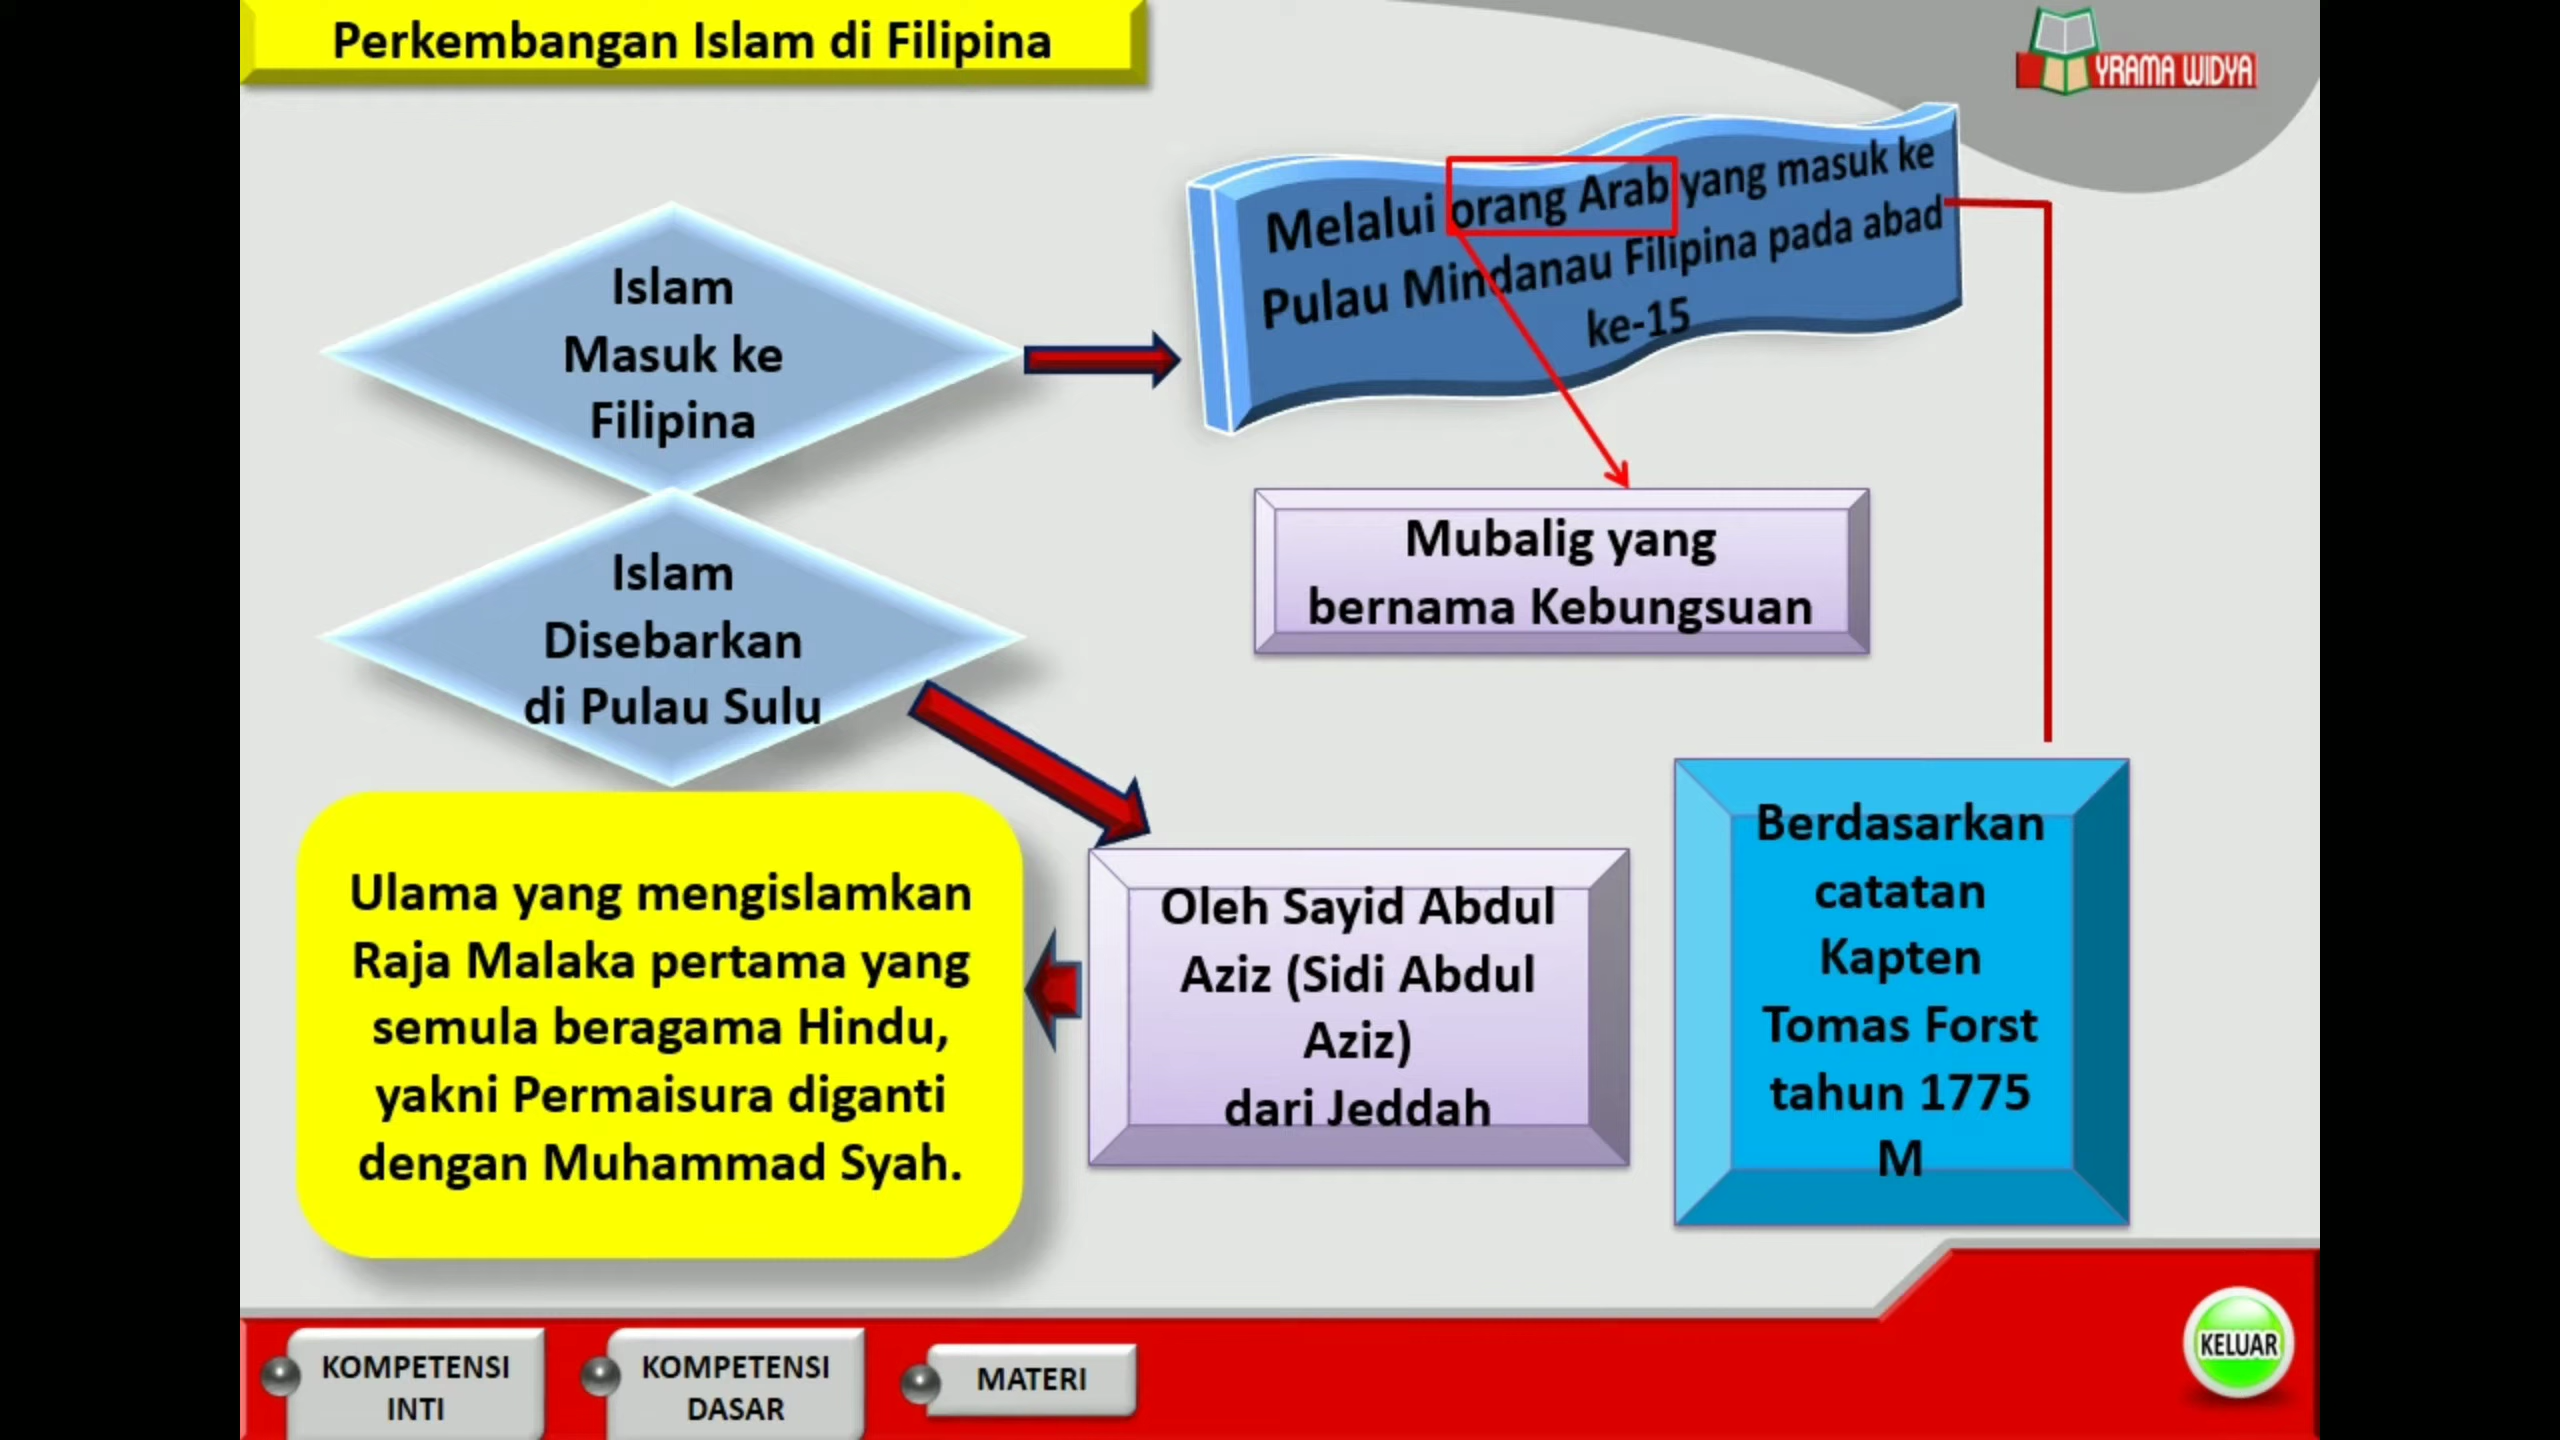 Perkembangan Islam di Filipina
YRAMA WIDYA
Islam
Masuk ke
Filipina
Melalui orang Arab yang masuk ke
Pulau Mindanau Filipina pada abad
ke-15
Mubalig yang
bernama Kebungsuan
Islam
Disebarkan
di Pulau Sulu
Ulama yang mengislamkan
Raja Malaka pertama yang
semula beragama Hindu,
yakni Permaisura diganti
dengan Muhammad Syah.
Oleh Sayid Abdul
Aziz (Sidi Abdul
Aziz)
dari Jeddah
Berdasarkan
catatan
Kapten
Tomas Forst
tahun 1775
M
KOMPETENSI
INTI
KOMPETENSI
DASAR
MATERI
KELUAR